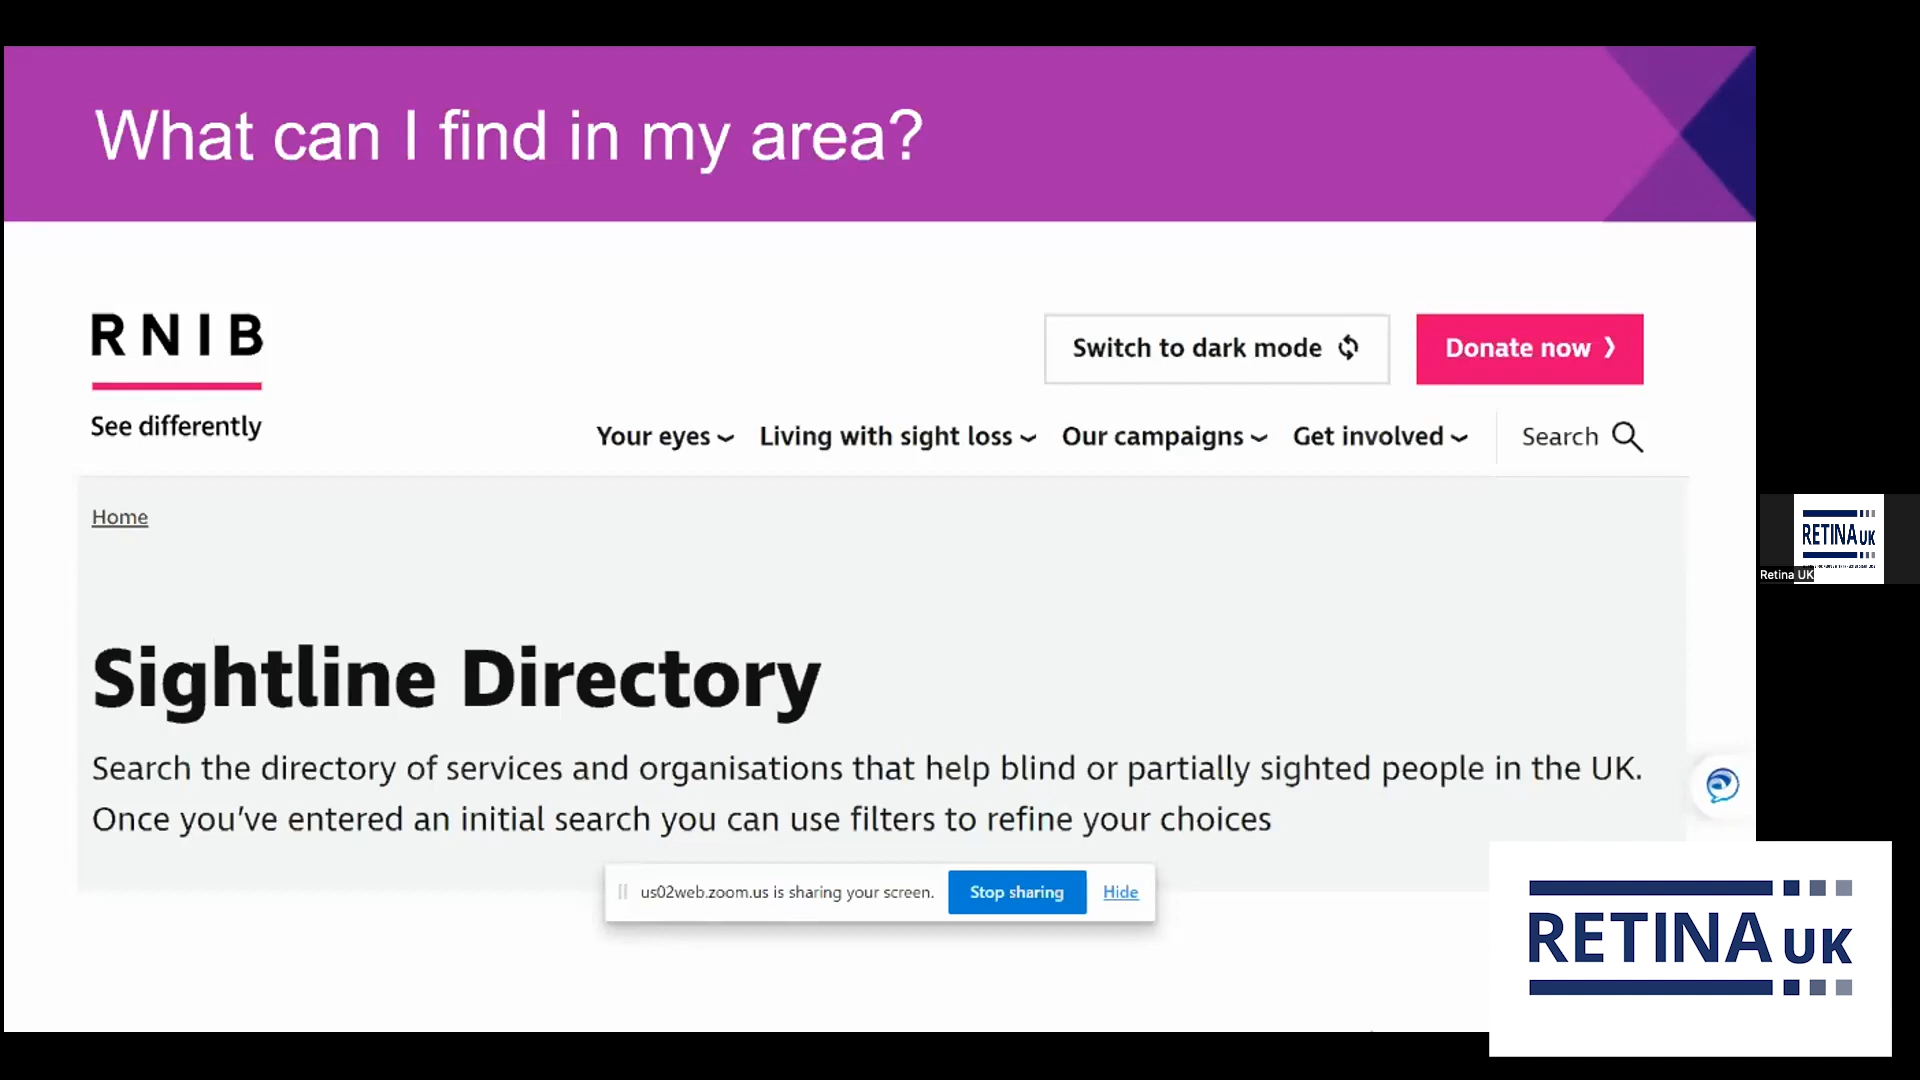 What can I find in my area?
RNIB
See differently
Switch to dark mode
Donate now
Your eyes
Living with sight loss
Our campaigns
Get involved
Search
Home
Sightline Directory
Search the directory of services and organisations that help blind or partially sighted people in the UK.
Once you've entered an initial search you can use filters to refine your choices
us02web.zoom.us is sharing your screen.
Stop sharing
Hide
RETINA UK
Retina UK
RETINA UK